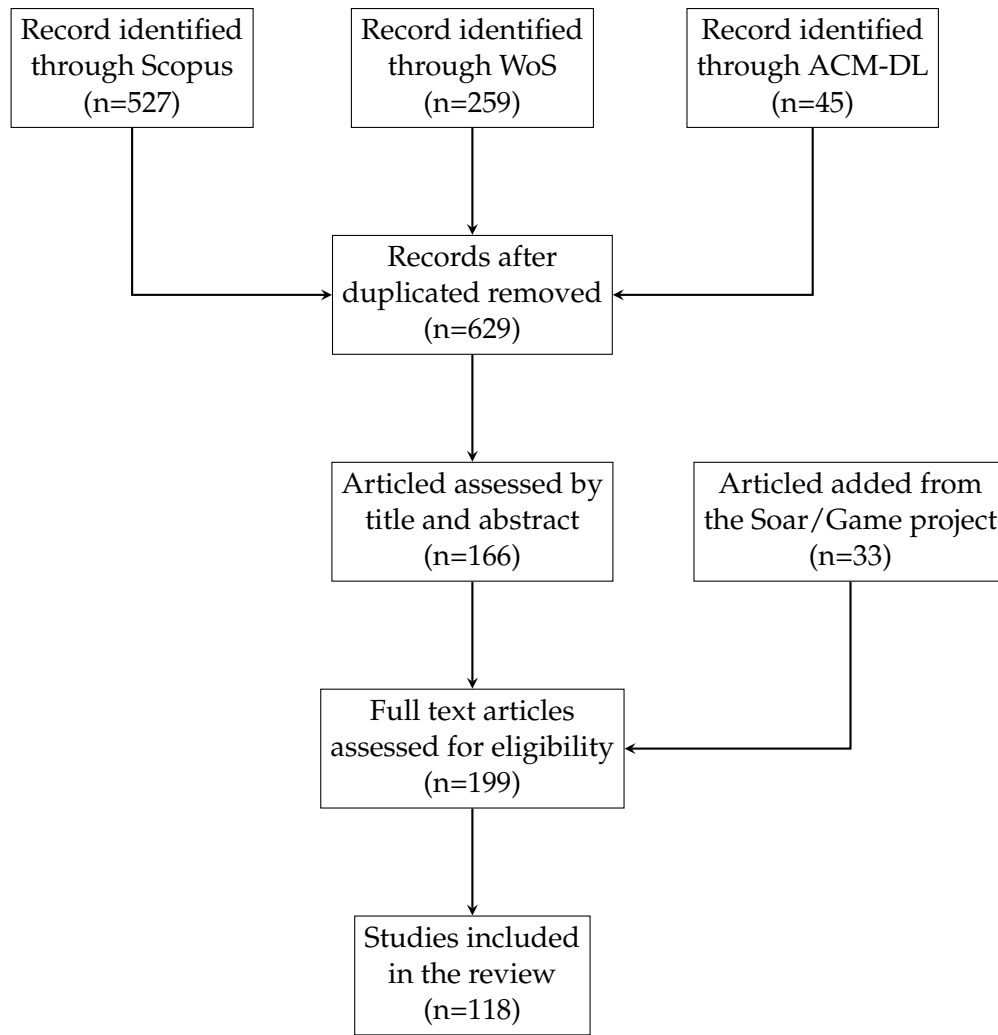 Record identified
through Scopus
(n=527)
Record identified
through WoS
(n=259)
Record identified
through ACM-DL
(n=45)
Records after
duplicated removed
(n=629)
Articled assessed by
title and abstract
(n=166)
Articled added from
the Soar/Game project
(n=33)
Full text articles
assessed for eligibility
(n=199)
Studies included
in the review
(n=118)